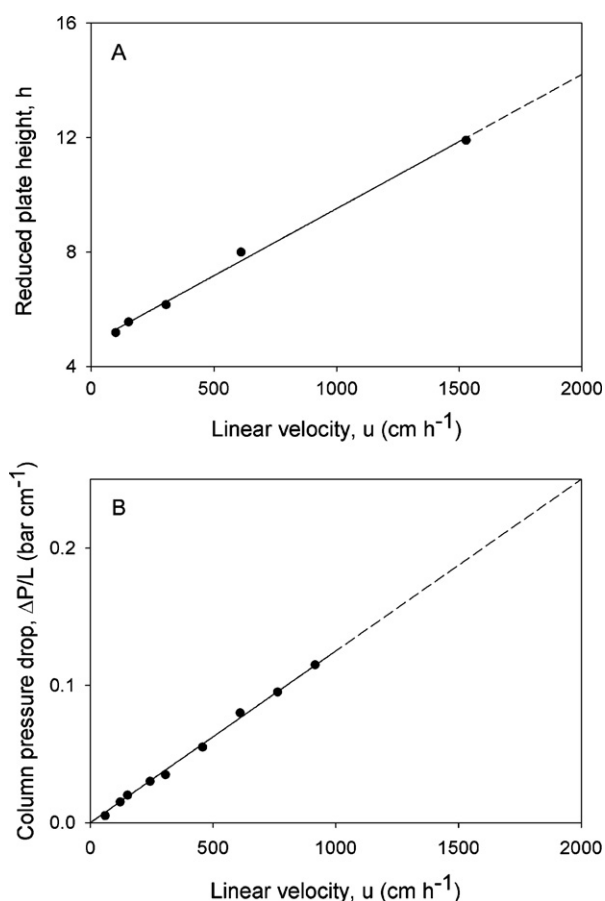 A
Reduced plate height, h
16
12
8
4
0 500 1000 1500 2000
Linear velocity, u (cm h⁻¹)
B
Column pressure drop, ΔP/L (bar cm⁻¹)
0.2
0.1
0.0
0 500 1000 1500 2000
Linear velocity, u (cm h⁻¹)